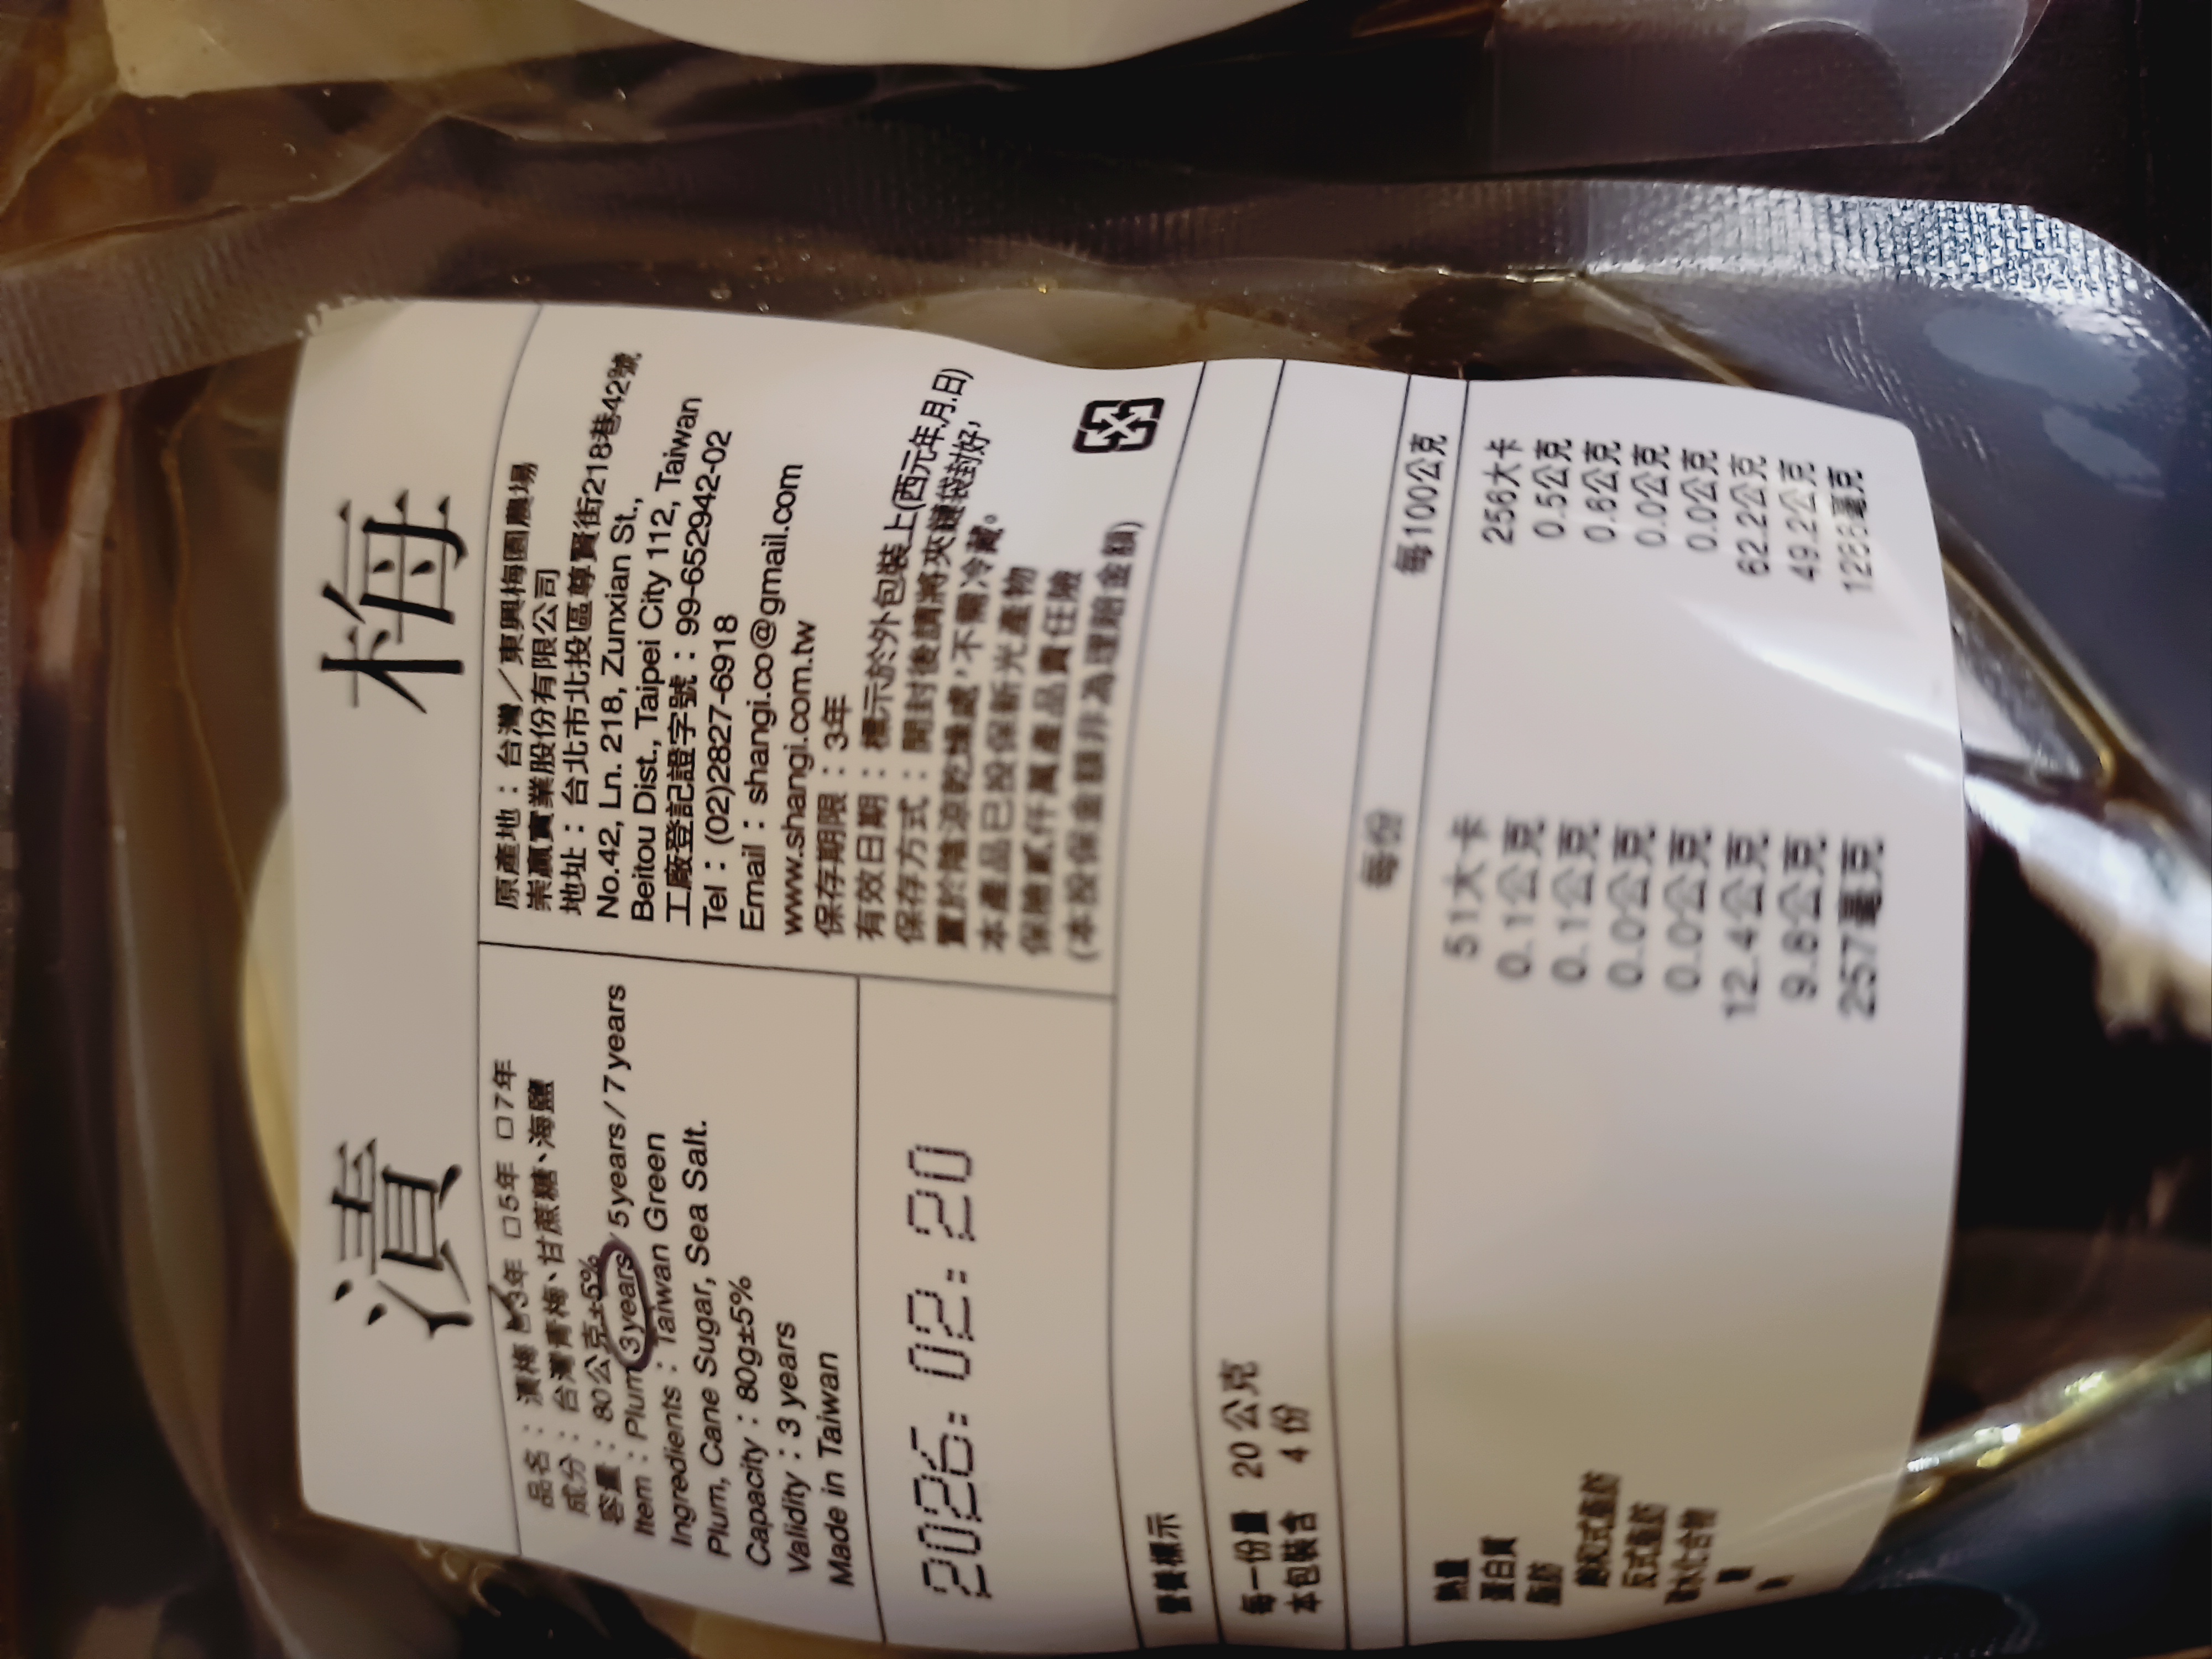 漬 梅
品名：漬梅 ☑3年 □5年 □7年
成分：台灣青梅、甘蔗糖、海鹽
容量：80公克±5%
Item：Plum 3years / 5years / 7years
Ingredients：Taiwan Green
Plum, Cane Sugar, Sea Salt.
Capacity：80g±5%
Validity：3 years
Made in Taiwan
2026. 02. 20
原產地：台灣／東興梅園農場
崇贏實業股份有限公司
地址：台北市北投區尊賢街218巷42號
No.42, Ln. 218, Zunxian St.,
Beitou Dist., Taipei City 112, Taiwan
工廠登記證字號：99-652942-02
Tel：(02)2827-6918
Email：shangi.co@gmail.com
www.shangi.com.tw
保存期限：3年
有效日期：標示於外包裝上(西元年.月.日)
保存方式：開封後請將夾鏈袋封好，
置於陰涼乾燥處，不需冷藏。
本產品已投保新光產物
保險貳仟萬產品責任險
(本投保金額非為理賠金額)
營養標示
每一份量 20公克
本包裝含 4份
每份 每100公克
熱量 51大卡 256大卡
蛋白質 0.1公克 0.5公克
脂肪 0.1公克 0.6公克
飽和式脂肪 0.0公克 0.0公克
反式脂肪 0.0公克 0.0公克
碳水化合物 12.4公克 62.2公克
糖 9.8公克 49.2公克
鈉 257毫克 毫克